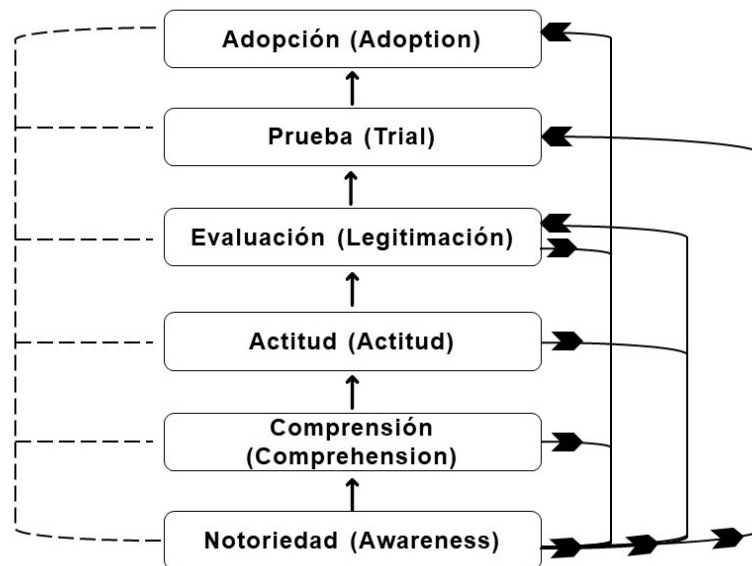 Adopción (Adoption)
Prueba (Trial)
Evaluación (Legitimación)
Actitud (Actitud)
Comprensión
(Comprehension)
Notoriedad (Awareness)